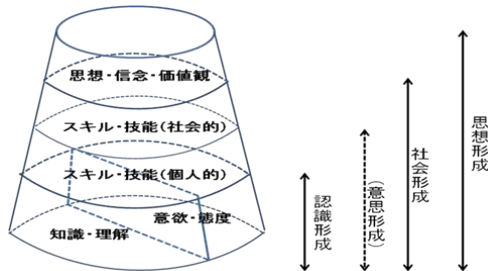 思想・信念・価値観
スキル・技能(社会的)
スキル・技能(個人的)
意欲・態度
知識・理解
認識形成
(意思形成)
社会形成
思想形成